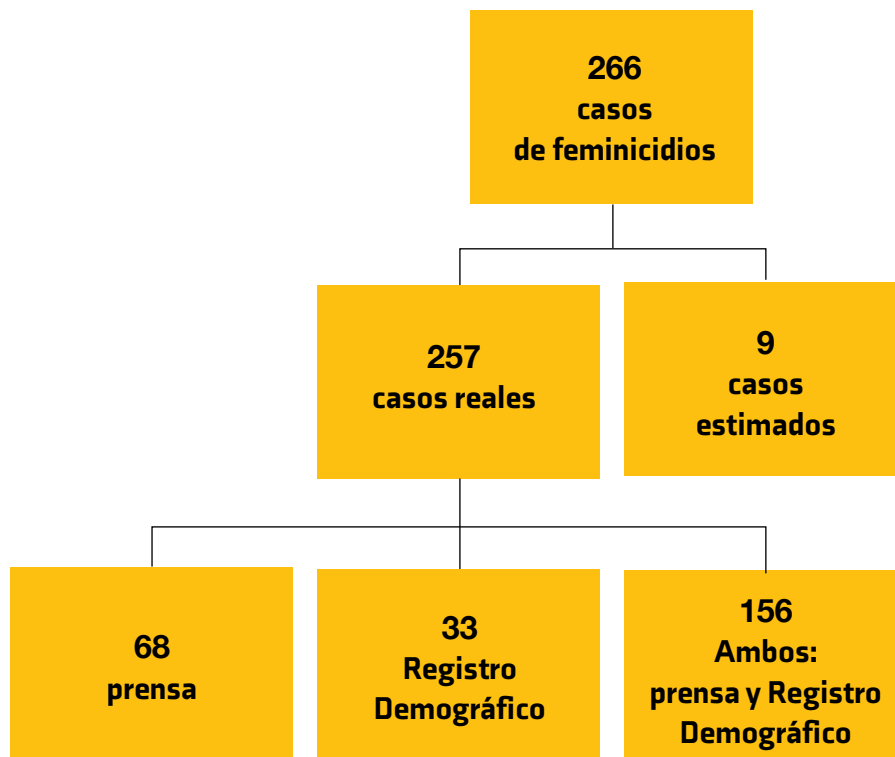 266
casos
de feminicidios
257
casos reales
9
casos
estimados
68
prensa
33
Registro
Demográfico
156
Ambos:
prensa y Registro
Demográfico